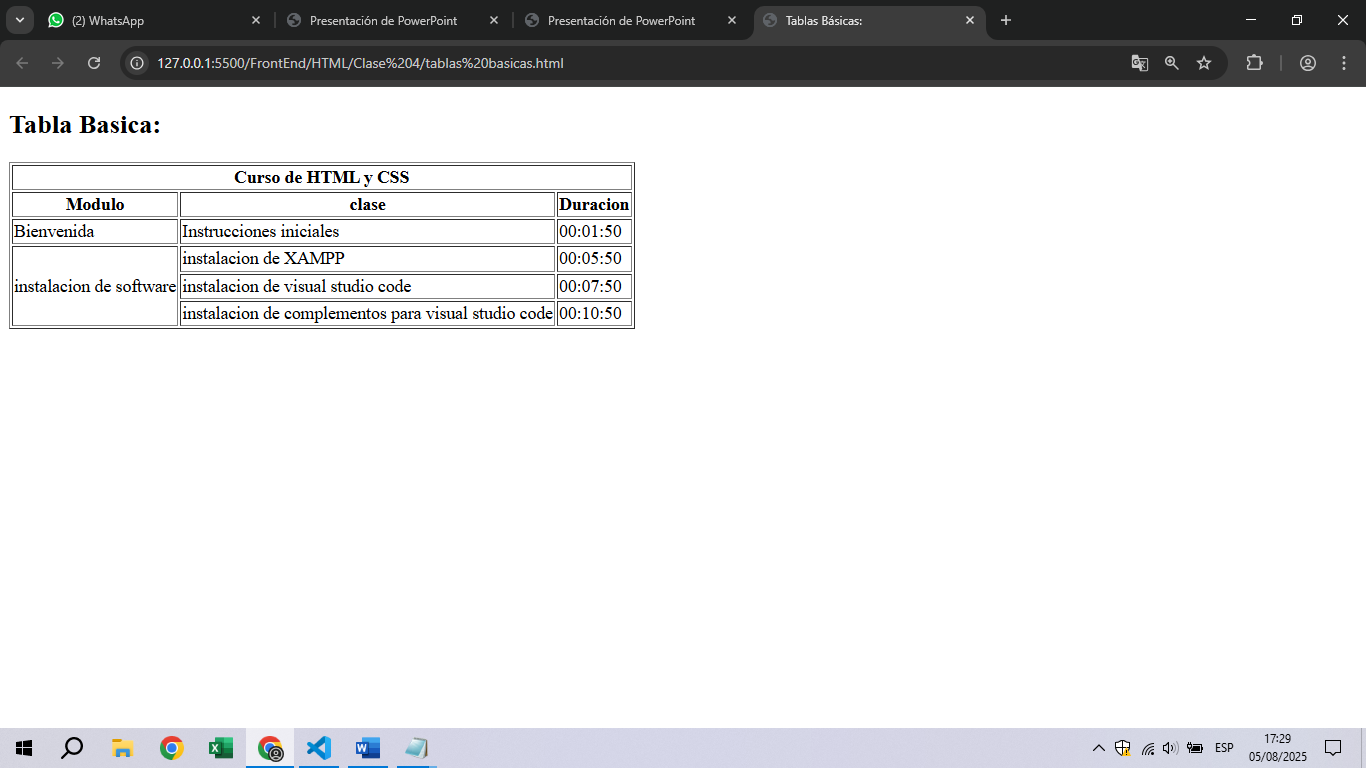 (2) WhatsApp
Presentación de PowerPoint
Presentación de PowerPoint
Tablas Básicas:
127.0.0.1:5500/FrontEnd/HTML/Clase%204/tablas%20basicas.html
Tabla Basica:
Curso de HTML y CSS
Modulo clase Duracion
Bienvenida Instrucciones iniciales 00:01:50
instalacion de software instalacion de XAMPP 00:05:50
instalacion de visual studio code 00:07:50
instalacion de complementos para visual studio code 00:10:50
ESP
17:29
05/08/2025